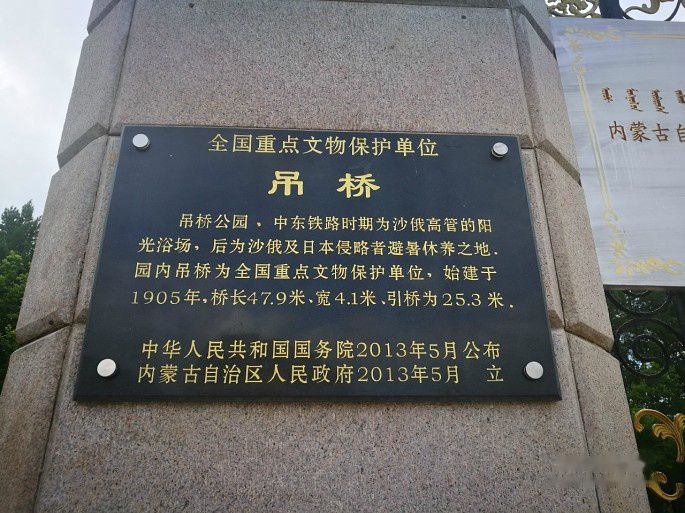 全国重点文物保护单位
吊桥
吊桥公园、中东铁路时期为沙俄高管的阳
光浴场，后为沙俄及日本侵略者避暑休养之地.
园内吊桥为全国重点文物保护单位，始建于
1905年，桥长47.9米、宽4.1米、引桥为25.3米.
中华人民共和国国务院2013年5月公布
内蒙古自治区人民政府2013年5月 立
内蒙古自